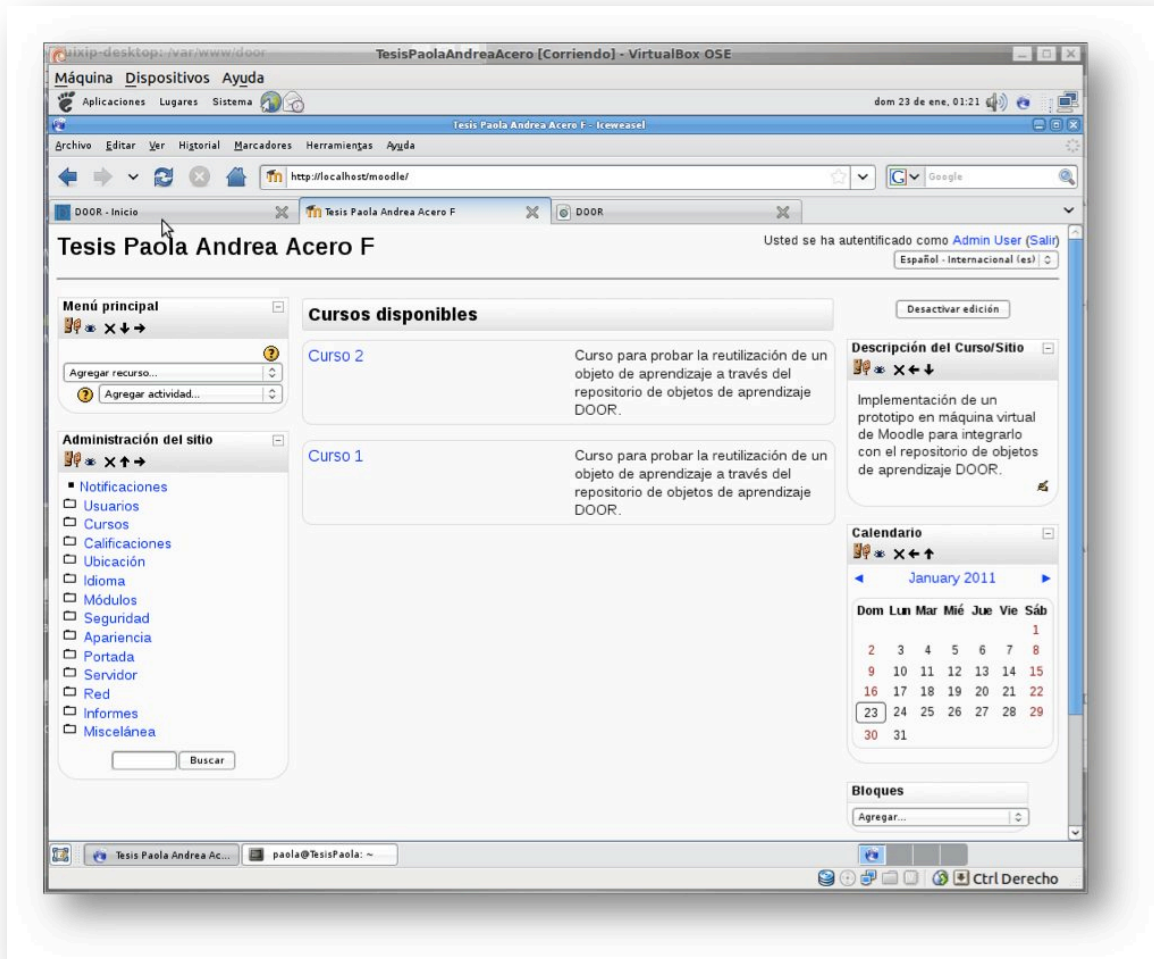 uixip-desktop: /var/www/door
TesisPaolaAndreaAcero [Corriendo] - VirtualBox OSE
Máquina Dispositivos Ayuda
Aplicaciones Lugares Sistema
dom 23 de ene, 01:21
Tesis Paola Andrea Acero F - Iceweasel
Archivo Editar Ver Historial Marcadores Herramientas Ayuda
http://localhost/moodle/
Google
DOOR - Inicio
Tesis Paola Andrea Acero F
DOOR
Tesis Paola Andrea Acero F
Usted se ha autentificado como Admin User (Salir)
Español - Internacional (es)
Menú principal
Agregar recurso...
Agregar actividad...
Administración del sitio
Notificaciones
Usuarios
Cursos
Calificaciones
Ubicación
Idioma
Módulos
Seguridad
Apariencia
Portada
Servidor
Red
Informes
Miscelánea
Buscar
Cursos disponibles
Curso 2
Curso para probar la reutilización de un
objeto de aprendizaje a través del
repositorio de objetos de aprendizaje
DOOR.
Curso 1
Curso para probar la reutilización de un
objeto de aprendizaje a través del
repositorio de objetos de aprendizaje
DOOR.
Desactivar edición
Descripción del Curso/Sitio
Implementación de un
prototipo en máquina virtual
de Moodle para integrarlo
con el repositorio de objetos
de aprendizaje DOOR.
Calendario
January 2011
Dom Lun Mar Mié Jue Vie Sáb
1
2 3 4 5 6 7 8
9 10 11 12 13 14 15
16 17 18 19 20 21 22
23 24 25 26 27 28 29
30 31
Bloques
Agregar...
Tesis Paola Andrea Ac...
paola@TesisPaola: ~
Ctrl Derecho